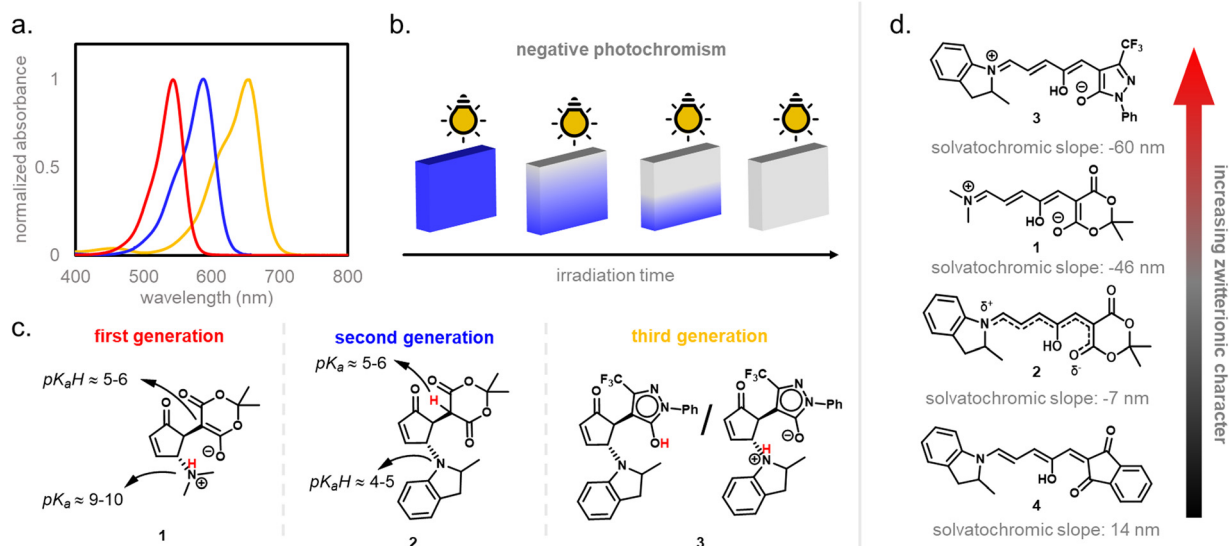 a.
normalized absorbance
1
0.5
0
400
500
600
700
800
wavelength (nm)
b.
negative photochromism
irradiation time
c.
first generation
pKaH ≈ 5-6
O
O
O
O
O
⊖
H
N
⊕
pKa ≈ 9-10
1
second generation
pKaH ≈ 5-6
O
O
H
O
O
O
N
pKaH ≈ 4-5
2
third generation
F3C
N
O
N
Ph
OH
N
/
F3C
N
O
N
Ph
O
⊖
H
N
⊕
3
d.
CF3
⊕
N
N
HO
⊖
N
O
Ph
3
solvatochromic slope: -60 nm
O
⊕
N
O
HO
⊖
O
O
1
solvatochromic slope: -46 nm
O
δ+
N
O
HO
O
O
δ-
2
solvatochromic slope: -7 nm
O
N
HO
O
4
solvatochromic slope: 14 nm
increasing zwitterionic character